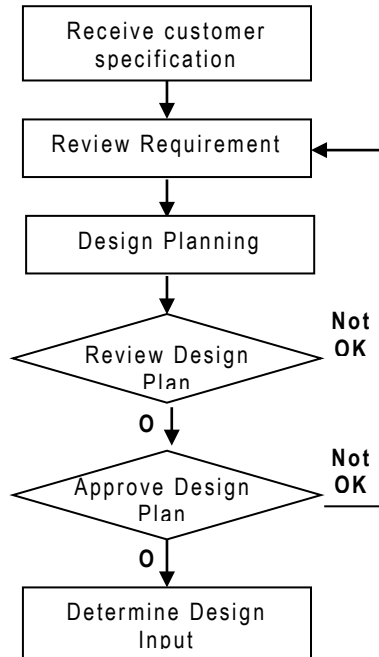 Receive customer
specification
Review Requirement
Design Planning
Not
OK
Review Design
Plan
O
Not
OK
Approve Design
Plan
O
Determine Design
Input